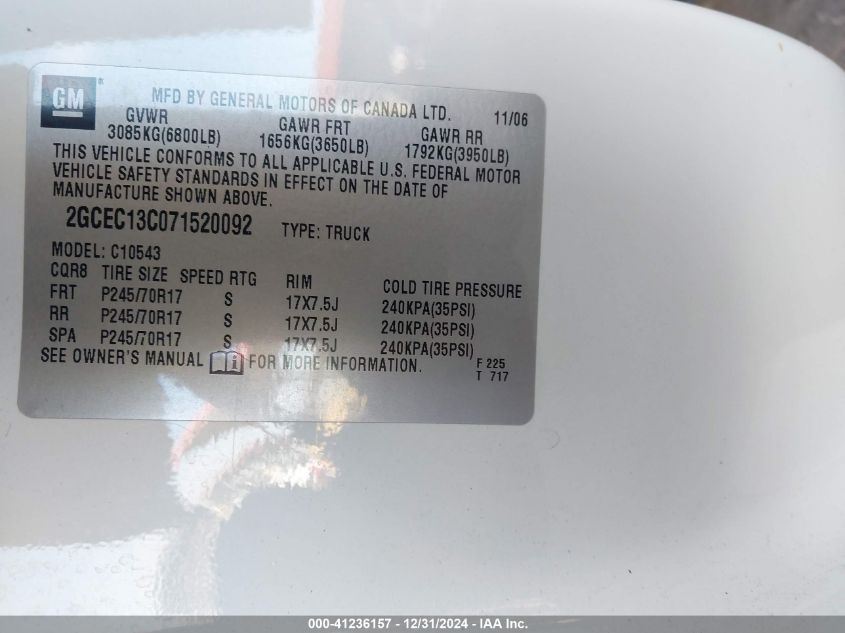 GM
MFD BY GENERAL MOTORS OF CANADA LTD. 11/06
GVWR GAWR FRT GAWR RR
3085KG(6800LB) 1656KG(3650LB) 1792KG(3950LB)
THIS VEHICLE CONFORMS TO ALL APPLICABLE U.S. FEDERAL MOTOR
VEHICLE SAFETY STANDARDS IN EFFECT ON THE DATE OF
MANUFACTURE SHOWN ABOVE.
2GCEC13C071520092 TYPE: TRUCK
MODEL: C10543
CQR8 TIRE SIZE SPEED RTG RIM COLD TIRE PRESSURE
FRT P245/70R17 S 17X7.5J 240KPA(35PSI)
RR P245/70R17 S 17X7.5J 240KPA(35PSI)
SPA P245/70R17 S 17X7.5J 240KPA(35PSI)
SEE OWNER'S MANUAL i FOR MORE INFORMATION. F 225
T 717
000-41236157 - 12/31/2024 - IAA Inc.